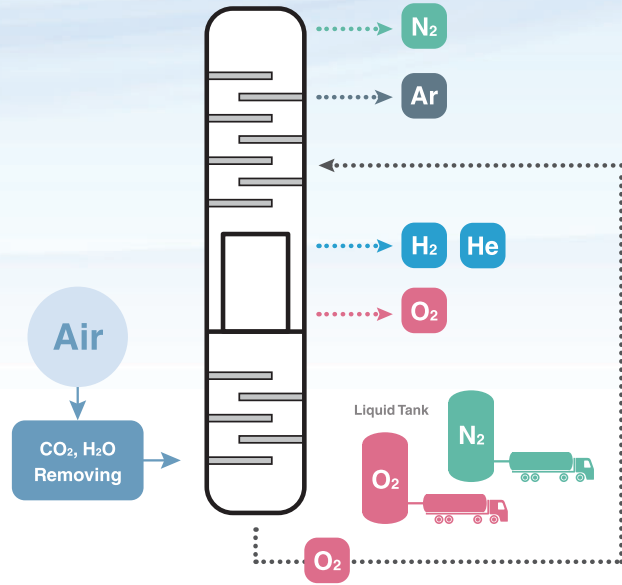 N₂
Ar
H₂ He
O₂
Air
CO₂, H₂O
Removing
Liquid Tank
N₂
O₂
O₂